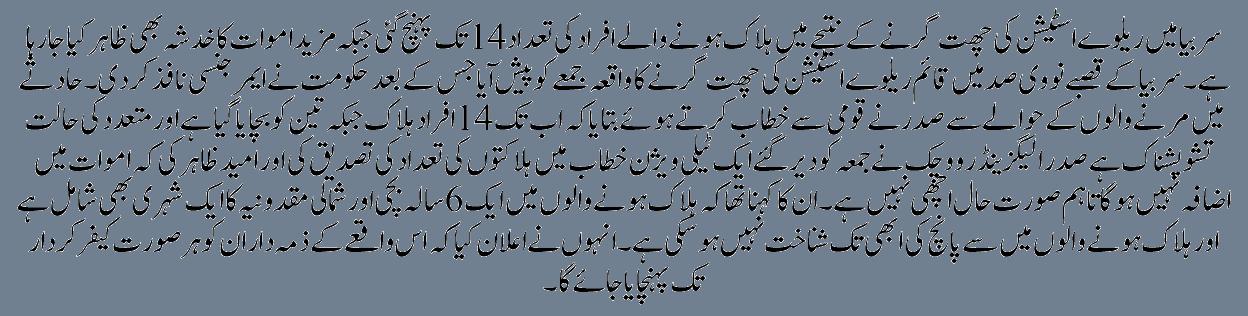 سربیا میں ریلوے اسٹیشن کی چھت گرنے کے نتیجے میں ہلاک ہونے والے افراد کی تعداد 14 تک پہنچ گئی جبکہ مزید اموات کا خدشہ بھی ظاہر کیا جارہا
ہے۔ سربیا کے قصبے نووی صد میں قائم ریلوے اسٹیشن کی چھت گرنے کا واقعہ جمعے کو پیش آیا جس کے بعد حکومت نے ایمرجنسی نافذ کردی۔ حادثے
میں مرنے والوں کے حوالے سے صدر نے قومی سے خطاب کرتے ہوئے بتایا کہ اب تک 14 افراد ہلاک جبکہ تین کو بچایا گیا ہے اور متعدد کی حالت
تشویشناک ہے صدر الیگزینڈر ووچک نے جمعہ کو دیر گئے ایک ٹیلی ویژن خطاب میں ہلاکتوں کی تعداد کی تصدیق کی اور امید ظاہر کی کہ اموات میں
اضافہ نہیں ہوگا تاہم صورت حال اچھی نہیں ہے۔ ان کا کہنا تھا کہ ہلاک ہونے والوں میں ایک 6 سالہ بچی اور شمالی مقدونیہ کا ایک شہری بھی شامل ہے
اور ہلاک ہونے والوں میں سے پانچ کی ابھی تک شناخت نہیں ہوسکی ہے۔ انہوں نے اعلان کیا کہ اس واقعے کے ذمہ داران کو ہر صورت کیفر کردار
تک پہنچایا جائے گا۔